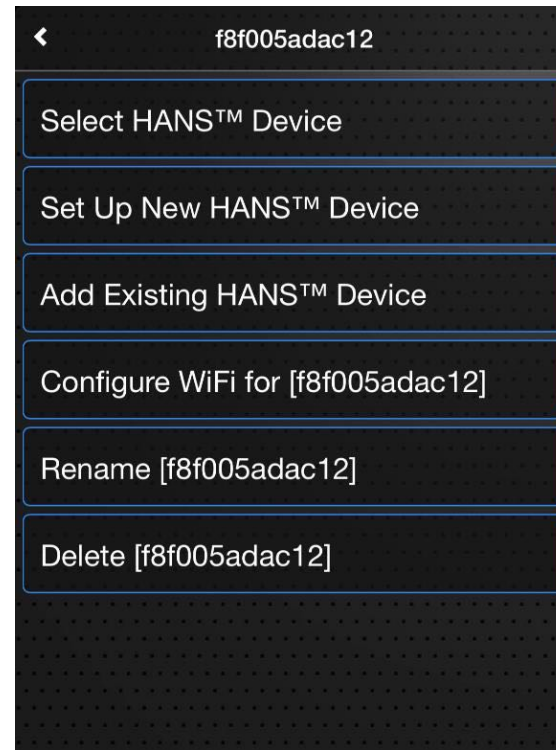 f8f005adac12
Select HANS™ Device
Set Up New HANS™ Device
Add Existing HANS™ Device
Configure WiFi for [f8f005adac12]
Rename [f8f005adac12]
Delete [f8f005adac12]